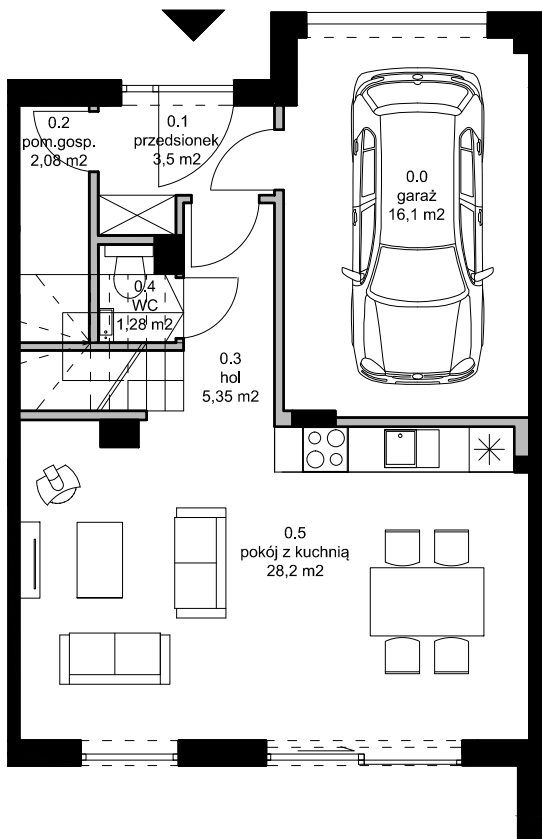 0.2
pom.gosp.
2,08 m2
0.1
przedsionek
3,5 m2
0.0
garaż
16,1 m2
0.4
WC
1,28 m2
0.3
hol
5,35 m2
0.5
pokój z kuchnią
28,2 m2